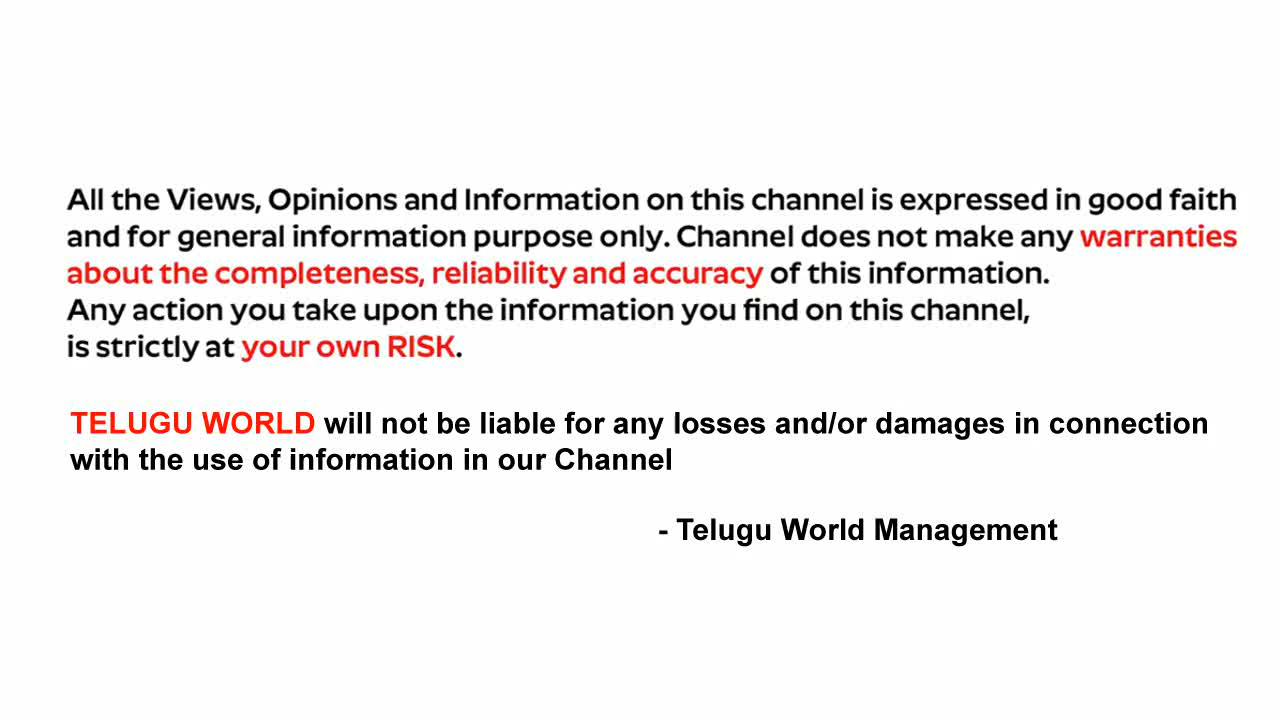 All the Views, Opinions and Information on this channel is expressed in good faith
and for general information purpose only. Channel does not make any warranties
about the completeness, reliability and accuracy of this information.
Any action you take upon the information you find on this channel,
is strictly at your own RISK.
TELUGU WORLD will not be liable for any losses and/or damages in connection
with the use of information in our Channel
- Telugu World Management